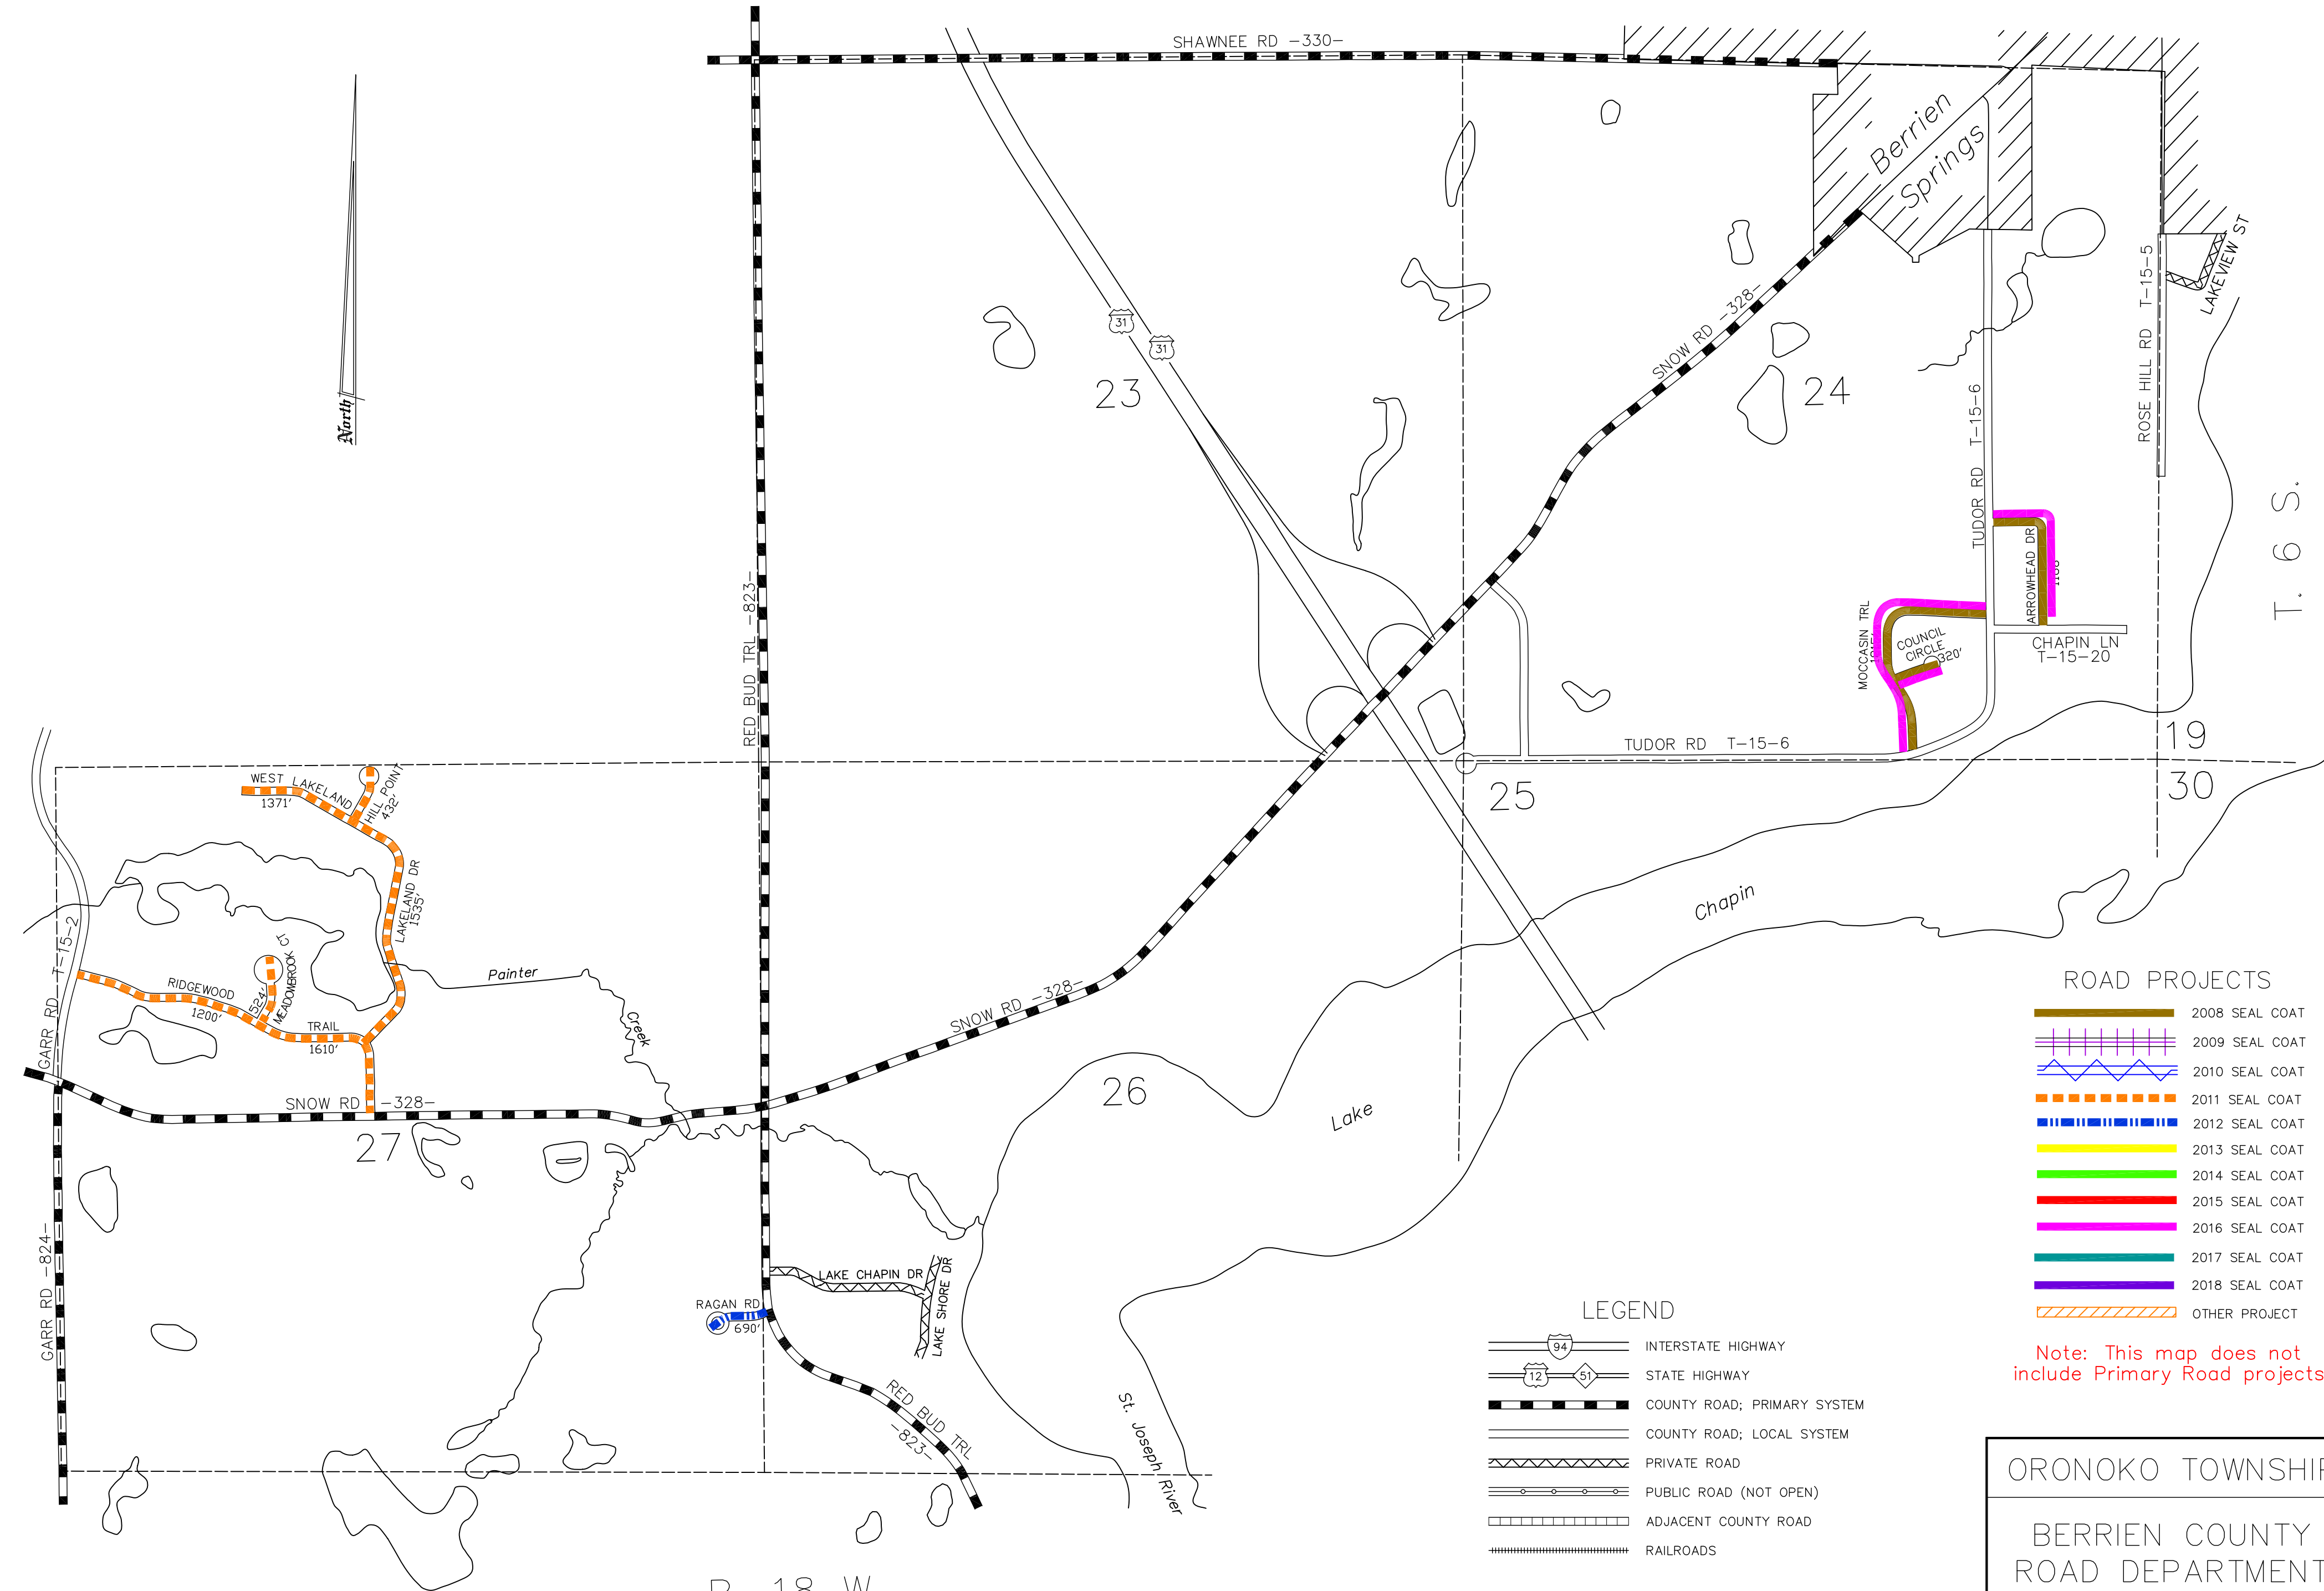 SHAWNEE RD -330-
Berrien
Springs
North
31
31
23
24
SNOW RD -328-
LAKEVIEW ST
ROSE HILL RD T-15-5
TUDOR RD T-15-6
T. 6 S.
RED BUD TRL -823-
ARROWHEAD DR
MOCCASIN TRL
COUNCIL
CIRCLE
320'
CHAPIN LN
T-15-20
TUDOR RD T-15-6
19
30
25
WEST LAKELAND
1371'
HILL POINT
432'
LAKELAND DR
1535'
GARR RD T-15-2
RIDGEWOOD
1200'
524'
MEADOWBROOK CT
TRAIL
1610'
Painter
Creek
Chapin
Lake
SNOW RD -328-
SNOW RD -328-
26
27
GARR RD -824-
LAKE CHAPIN DR
LAKE SHORE DR
RAGAN RD
690'
RED BUD TRL
-823-
St. Joseph River
ROAD PROJECTS
2008 SEAL COAT
2009 SEAL COAT
2010 SEAL COAT
2011 SEAL COAT
2012 SEAL COAT
2013 SEAL COAT
2014 SEAL COAT
2015 SEAL COAT
2016 SEAL COAT
2017 SEAL COAT
2018 SEAL COAT
OTHER PROJECT
Note: This map does not
include Primary Road projects
LEGEND
94 INTERSTATE HIGHWAY
12 51 STATE HIGHWAY
COUNTY ROAD; PRIMARY SYSTEM
COUNTY ROAD; LOCAL SYSTEM
PRIVATE ROAD
PUBLIC ROAD (NOT OPEN)
ADJACENT COUNTY ROAD
RAILROADS
ORONOKO TOWNSHIP
BERRIEN COUNTY
ROAD DEPARTMENT
R. 18 W.